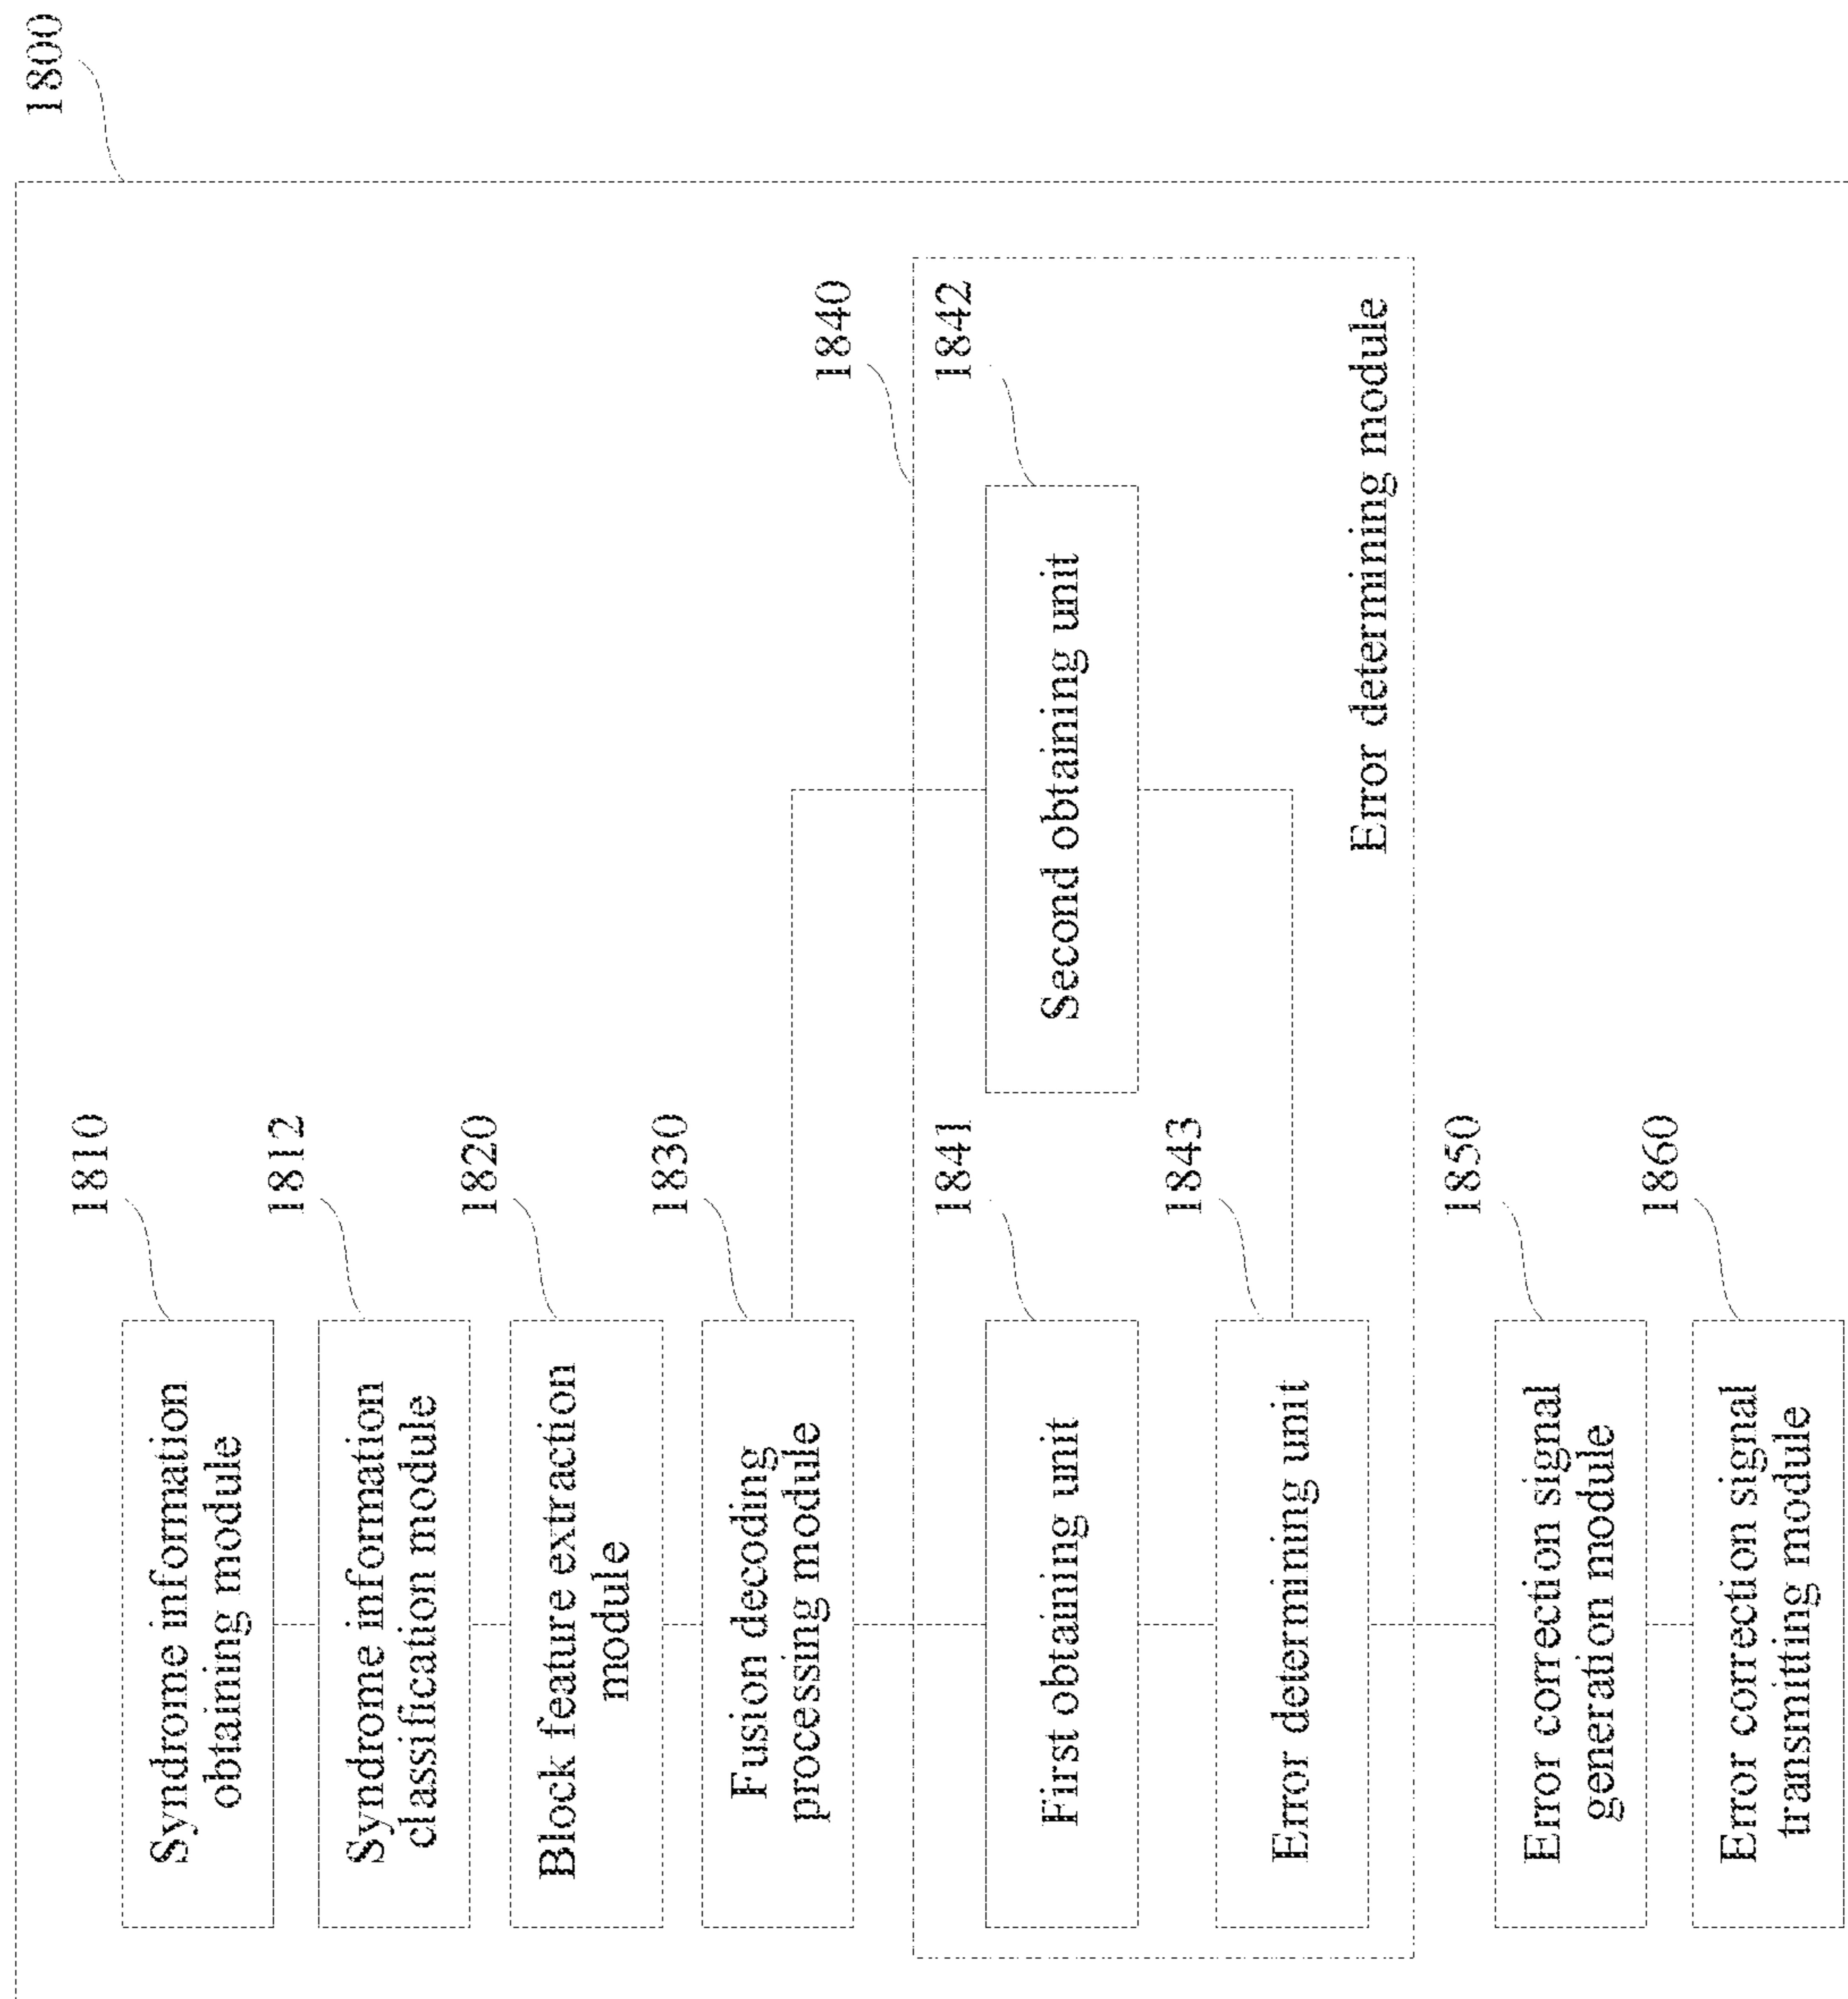 1800
1810
Syndrome information
obtaining module
1812
Syndrome information
classification module
1820
Block feature extraction
module
1830
Fusion decoding
processing module
1840
1841
First obtaining unit
1842
Second obtaining unit
1843
Error determining unit
Error determining module
1850
Error correction signal
generation module
1860
Error correction signal
transmitting module